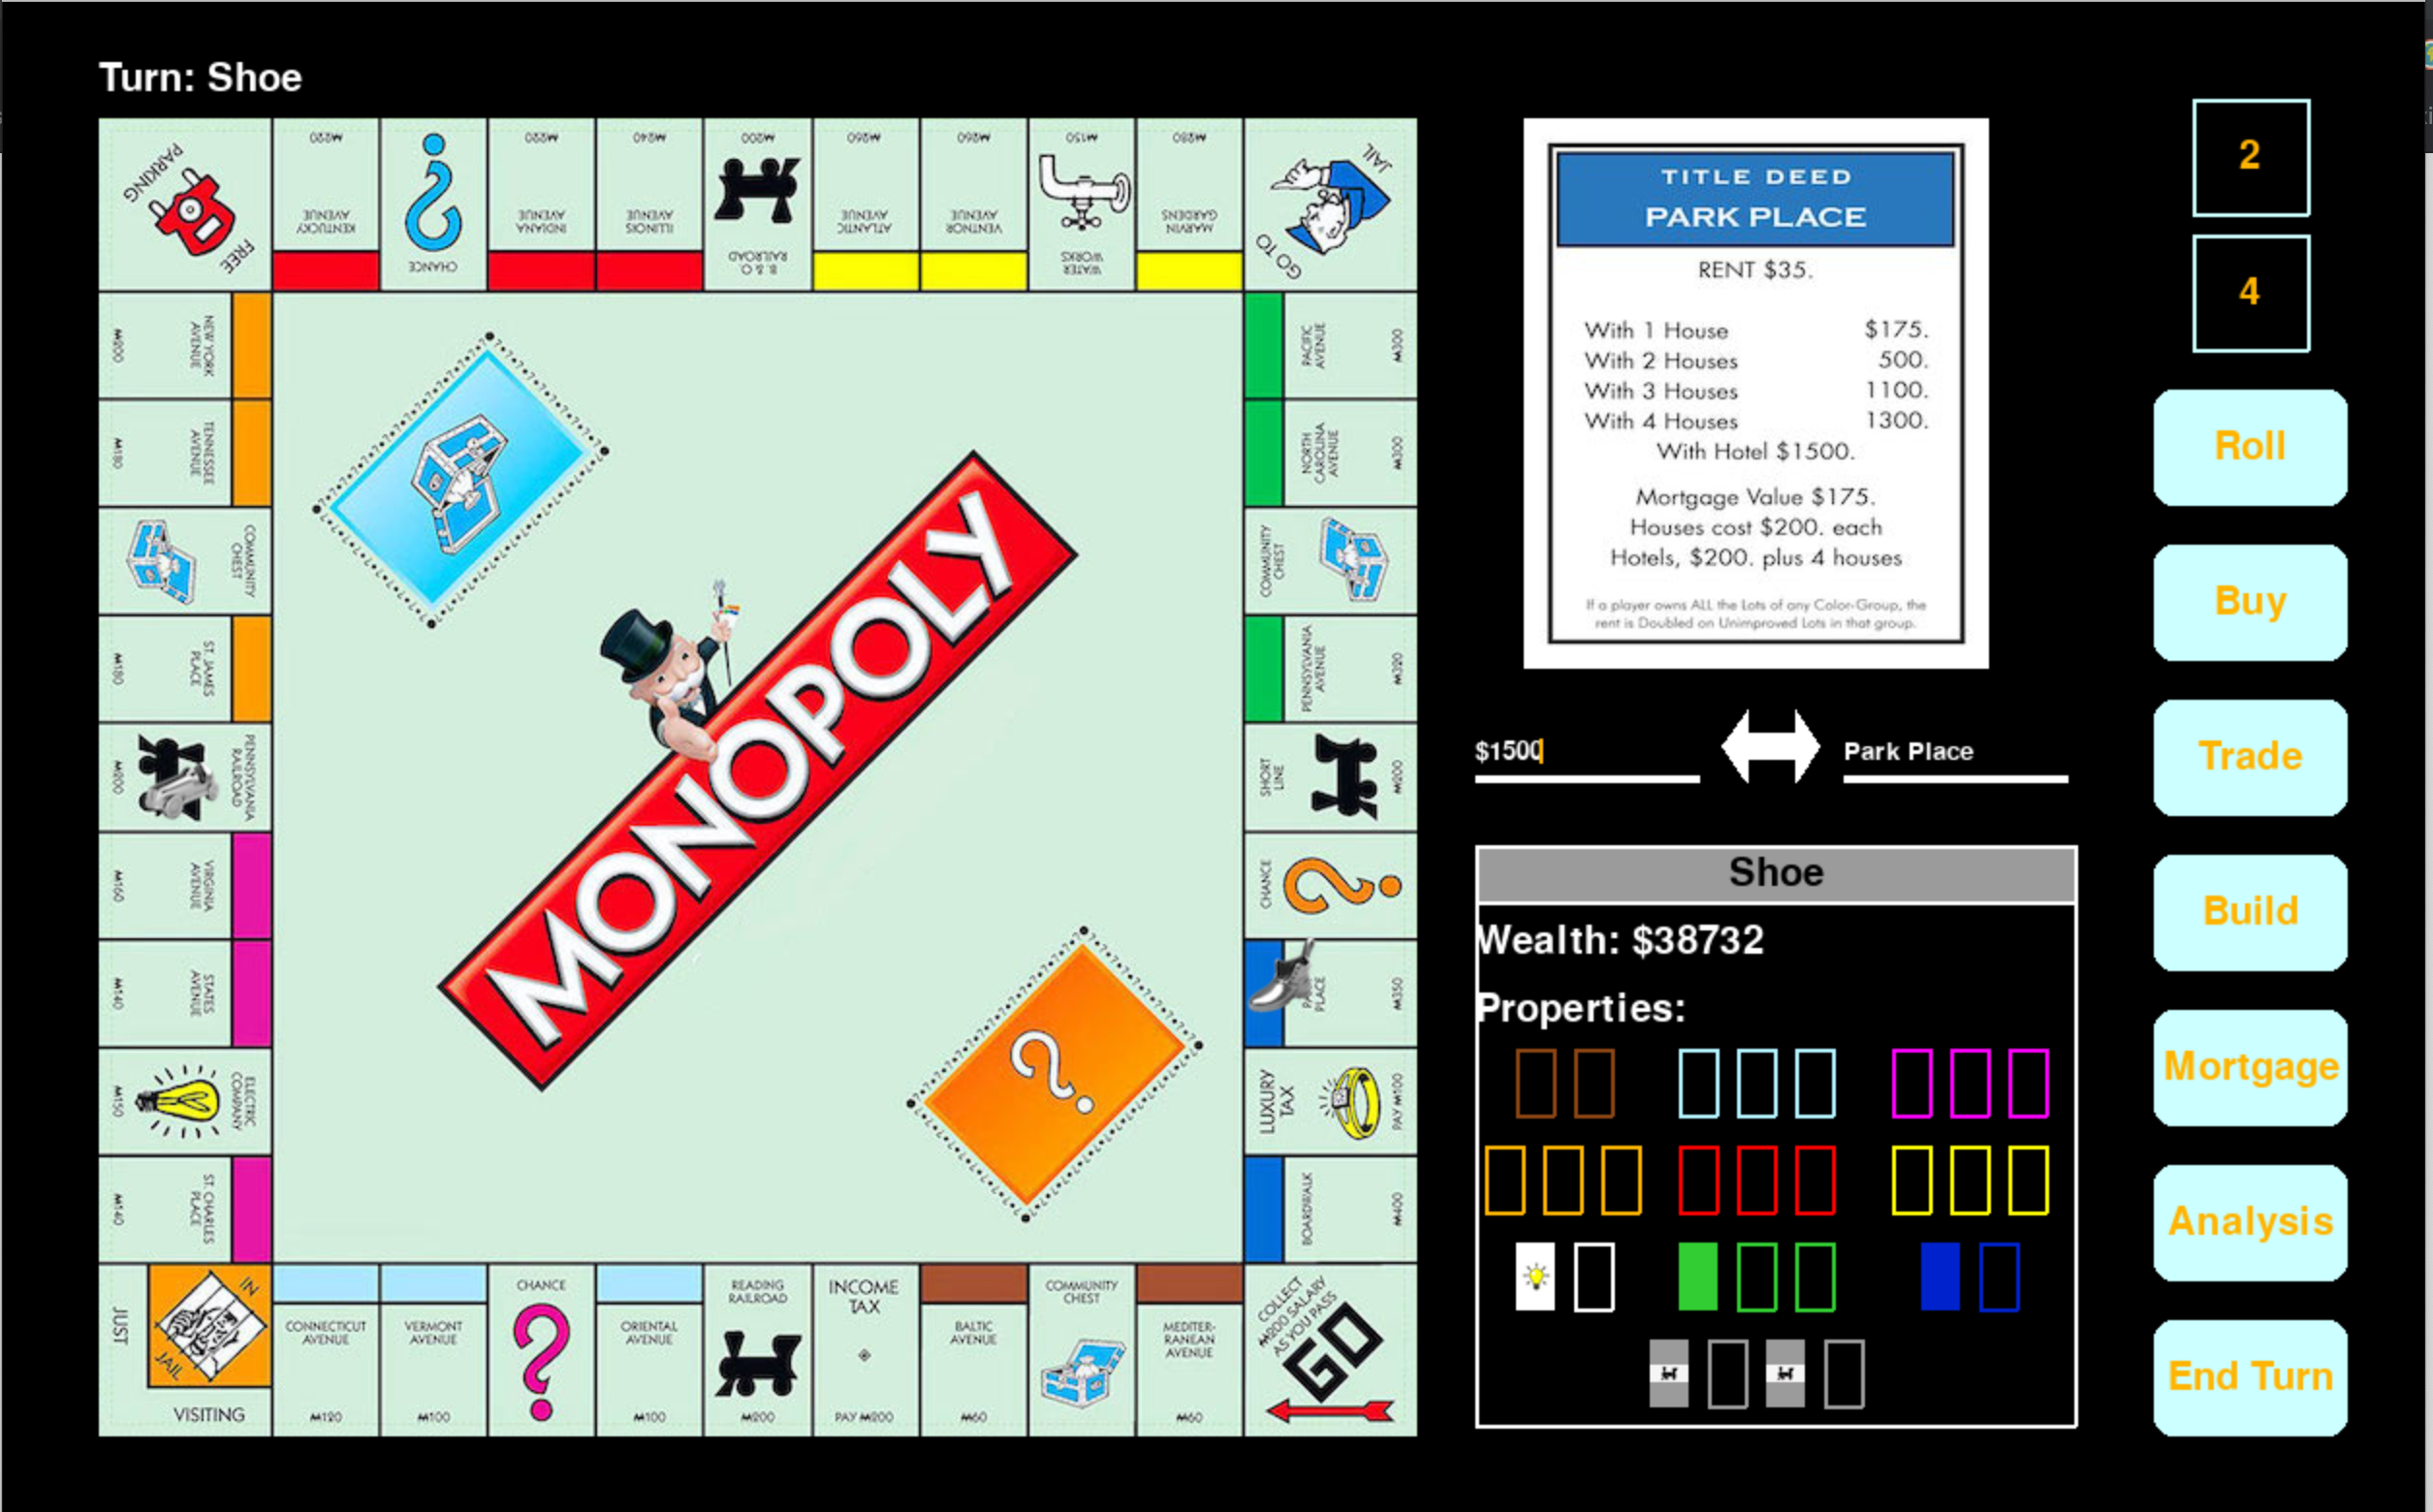 Turn: Shoe
FREE
PARKING
M220
KENTUCKY
AVENUE
CHANCE
M220
INDIANA
AVENUE
M240
ILLINOIS
AVENUE
M200
B. & O.
RAILROAD
M260
ATLANTIC
AVENUE
M260
VENTNOR
AVENUE
M150
WATER
WORKS
M280
MARVIN
GARDENS
GO TO
JAIL
NEW YORK
AVENUE
M200
TENNESSEE
AVENUE
M180
COMMUNITY
CHEST
ST. JAMES
PLACE
M180
PENNSYLVANIA
RAILROAD
M200
VIRGINIA
AVENUE
M160
STATES
AVENUE
M140
ELECTRIC
COMPANY
M150
ST. CHARLES
PLACE
M140
MONOPOLY
PACIFIC
AVENUE
M300
NORTH
CAROLINA
AVENUE
M300
COMMUNITY
CHEST
PENNSYLVANIA
AVENUE
M320
SHORT
LINE
M200
CHANCE
PLACE
M350
LUXURY
TAX
PAY M100
BOARDWALK
M400
JUST
VISITING
IN
JAIL
CONNECTICUT
AVENUE
M120
VERMONT
AVENUE
M100
CHANCE
ORIENTAL
AVENUE
M100
READING
RAILROAD
M200
INCOME
TAX
PAY M200
BALTIC
AVENUE
M60
COMMUNITY
CHEST
MEDITER-
RANEAN
AVENUE
M60
COLLECT
M200 SALARY
AS YOU PASS
GO
TITLE DEED
PARK PLACE
RENT $35.
With 1 House $175.
With 2 Houses 500.
With 3 Houses 1100.
With 4 Houses 1300.
With Hotel $1500.
Mortgage Value $175.
Houses cost $200. each
Hotels, $200. plus 4 houses
If a player owns ALL the Lots of any Color-Group, the
rent is Doubled on Unimproved Lots in that group.
$1500
Park Place
Shoe
Wealth: $38732
Properties:
2
4
Roll
Buy
Trade
Build
Mortgage
Analysis
End Turn